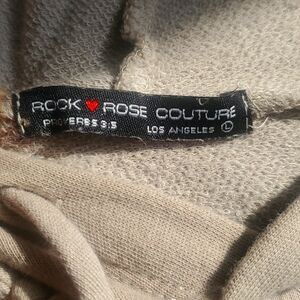 ROCK ♥ ROSE COUTURE
PROVERBS 3:5 LOS ANGELES L